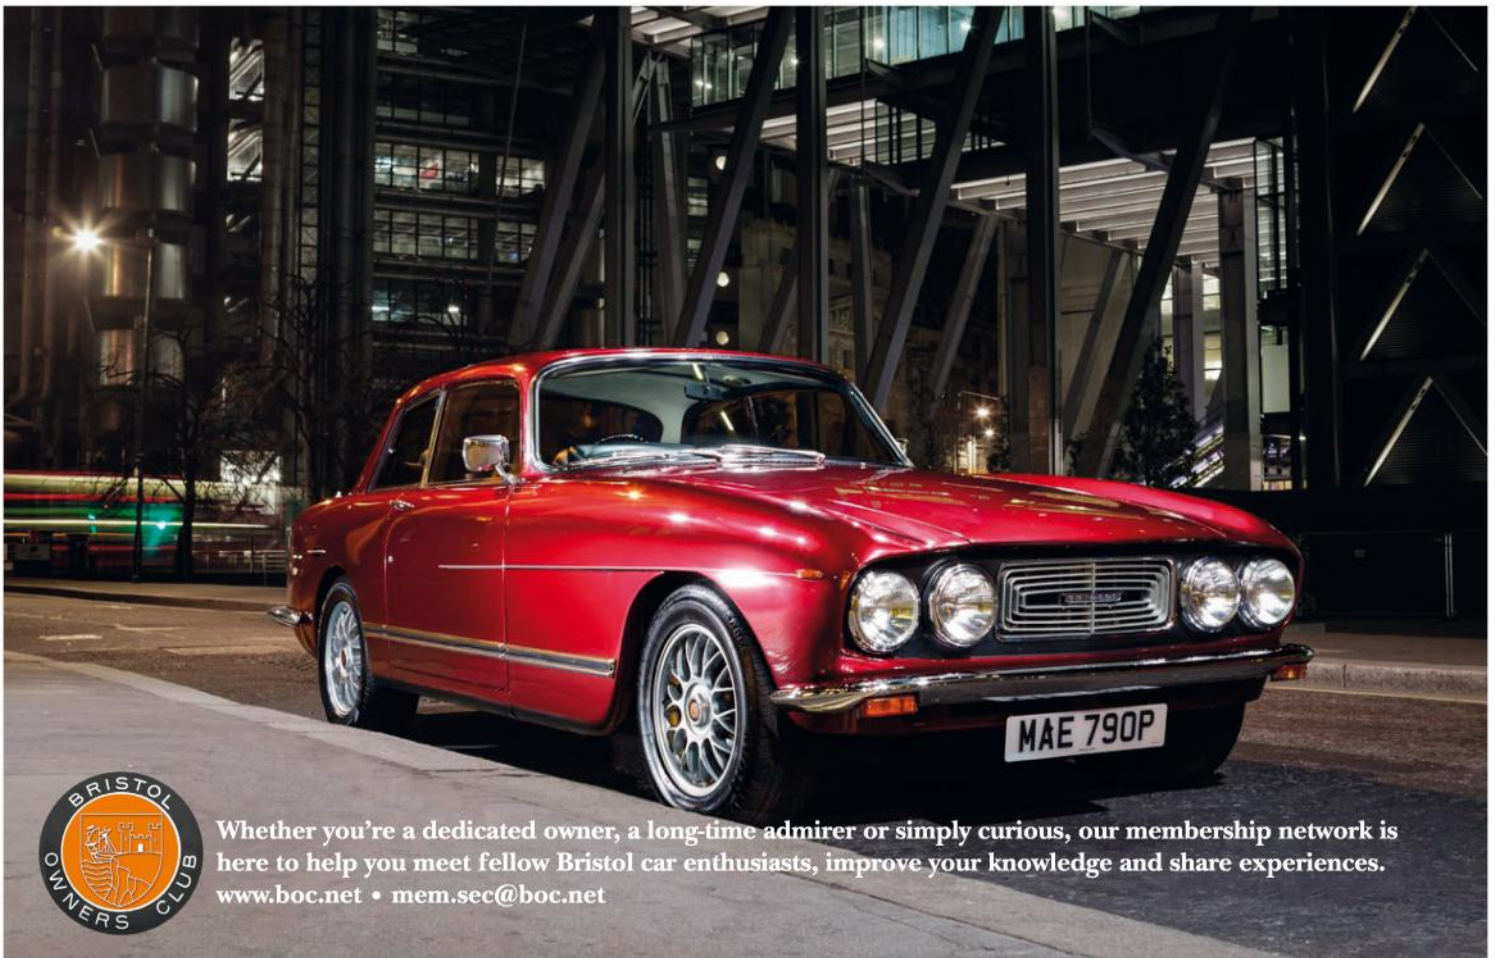 MAE 790P
BRISTOL
OWNERS CLUB
Whether you’re a dedicated owner, a long-time admirer or simply curious, our membership network is
here to help you meet fellow Bristol car enthusiasts, improve your knowledge and share experiences.
www.boc.net • mem.sec@boc.net